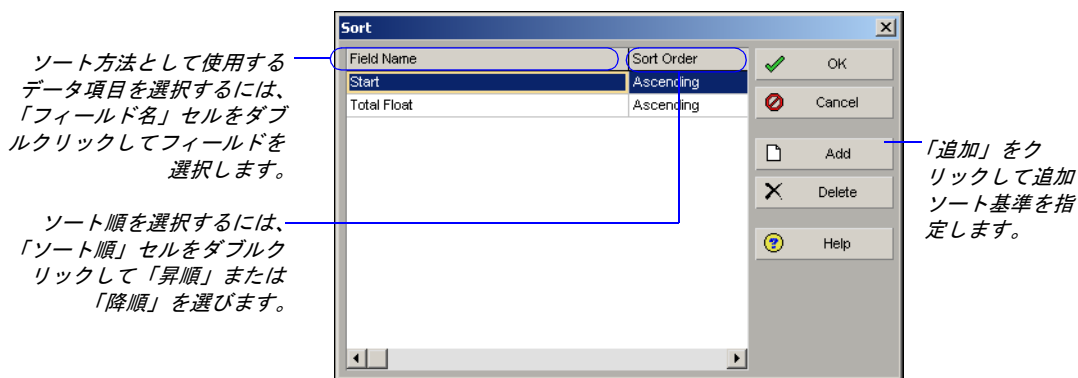 Sort
Field Name
Sort Order
Start
Ascending
Total Float
Ascending
OK
Cancel
Add
Delete
Help
ソート方法として使用する
データ項目を選択するには、
「フィールド名」セルをダブ
ルクリックしてフィールドを
選択します。
ソート順を選択するには、
「ソート順」セルをダブルク
リックして「昇順」または
「降順」を選びます。
「追加」をク
リックして追加
ソート基準を指
定します。